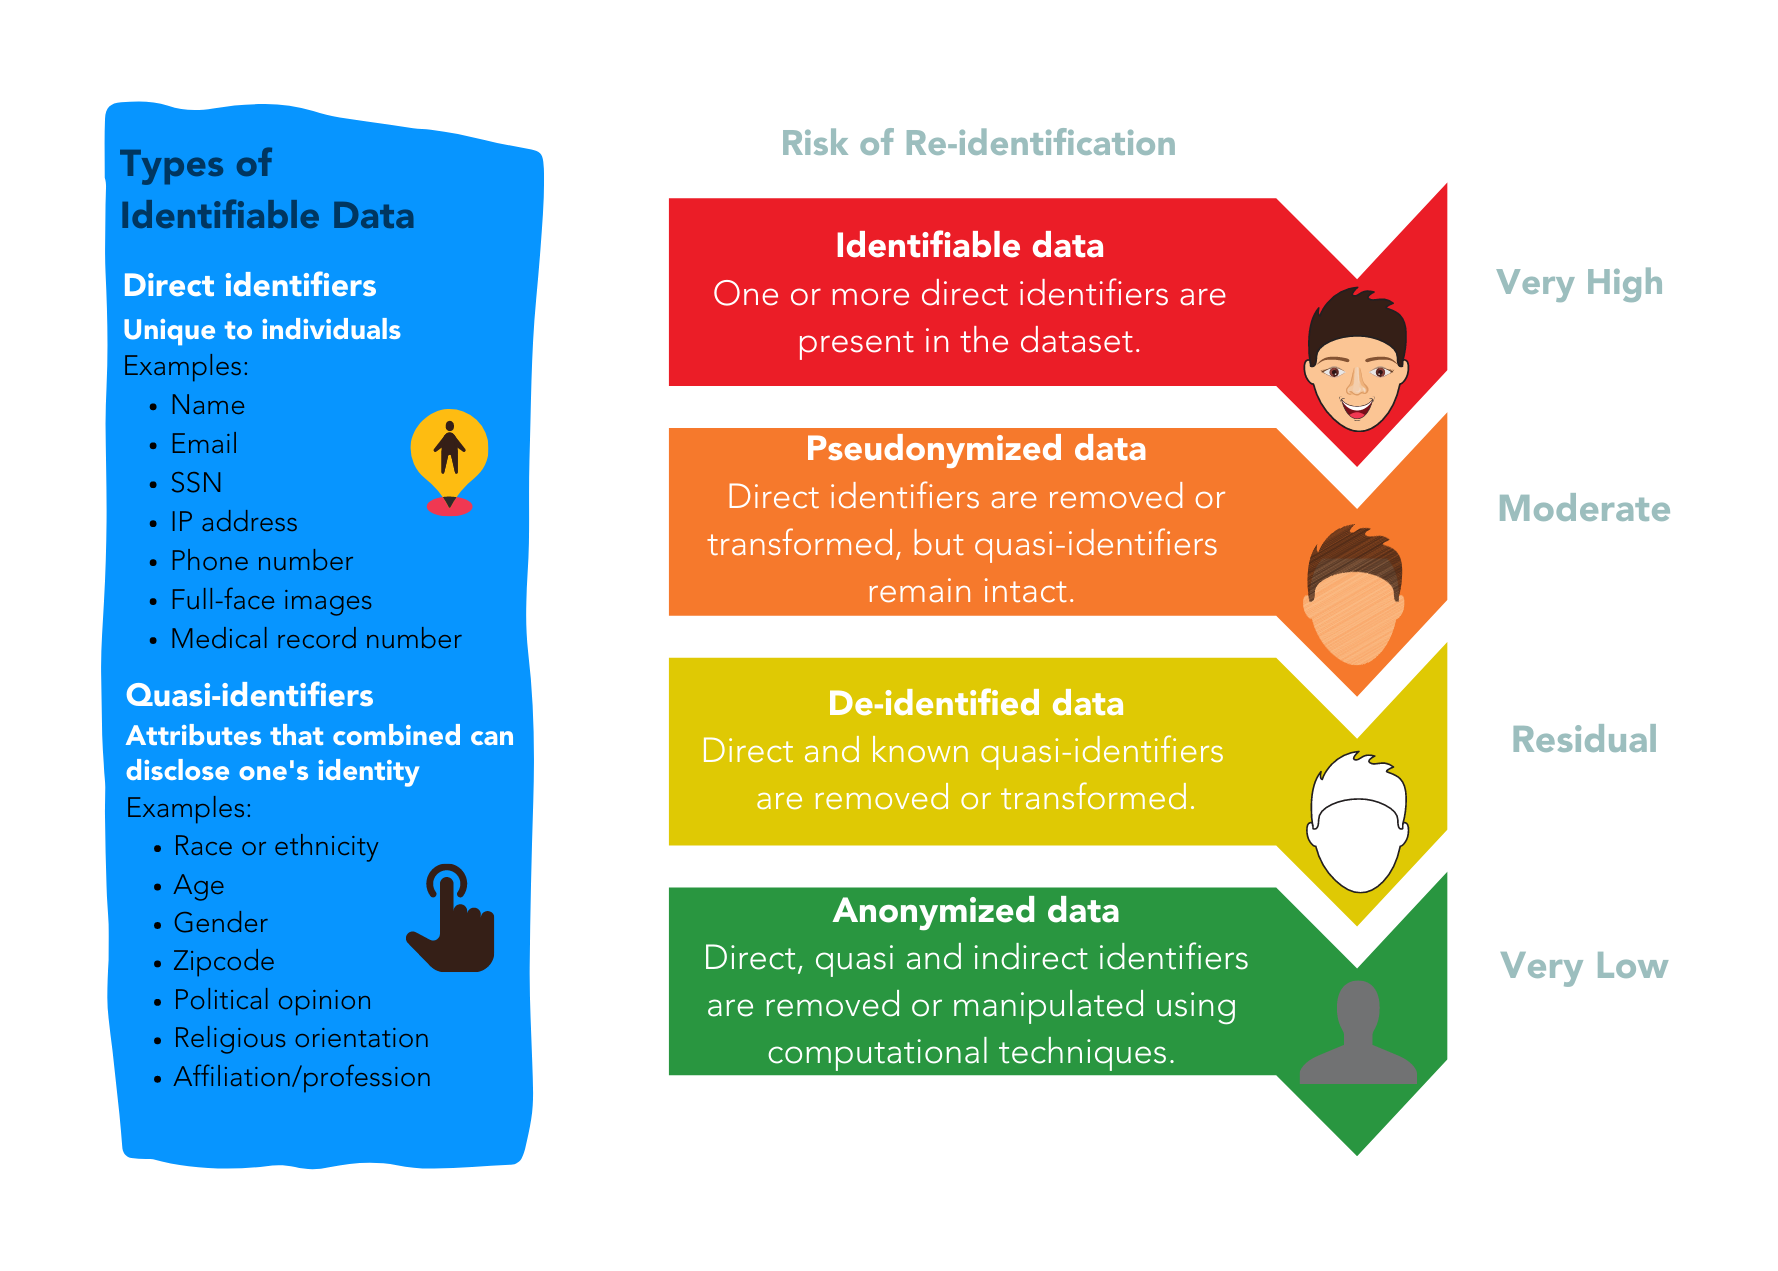 Types of
Identifiable Data
Direct identifiers
Unique to individuals
Examples:
• Name
• Email
• SSN
• IP address
• Phone number
• Full-face images
• Medical record number
Quasi-identifiers
Attributes that combined can
disclose one's identity
Examples:
• Race or ethnicity
• Age
• Gender
• Zipcode
• Political opinion
• Religious orientation
• Affiliation/profession
Risk of Re-identification
Identifiable data
One or more direct identifiers are
present in the dataset.
Very High
Pseudonymized data
Direct identifiers are removed or
transformed, but quasi-identifiers
remain intact.
Moderate
De-identified data
Direct and known quasi-identifiers
are removed or transformed.
Residual
Anonymized data
Direct, quasi and indirect identifiers
are removed or manipulated using
computational techniques.
Very Low